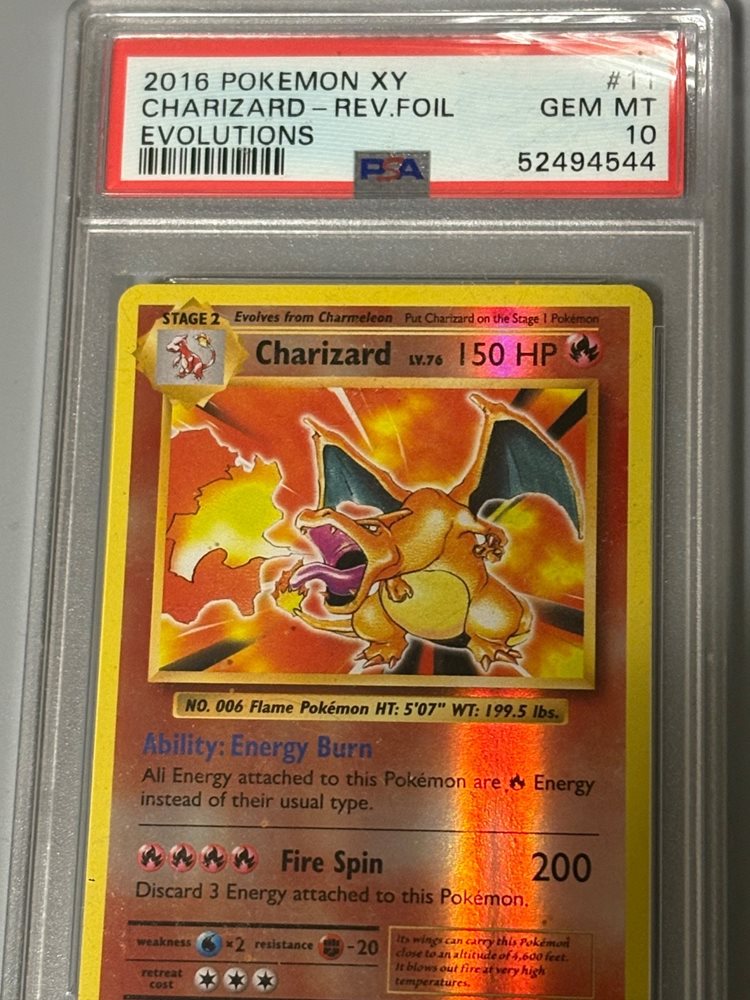 2016 POKEMON XY #11
CHARIZARD-REV.FOIL GEM MT
EVOLUTIONS 10
PSA 52494544
STAGE 2 Evolves from Charmeleon Put Charizard on the Stage 1 Pokémon
Charizard LV.76 150 HP
NO. 006 Flame Pokémon HT: 5'07" WT: 199.5 lbs.
Ability: Energy Burn
All Energy attached to this Pokémon are Energy
instead of their usual type.
Fire Spin 200
Discard 3 Energy attached to this Pokémon.
weakness ×2 resistance -20
retreat
cost
Its wings can carry this Pokémon
close to an altitude of 4,600 feet.
It blows out fire at very high
temperatures.